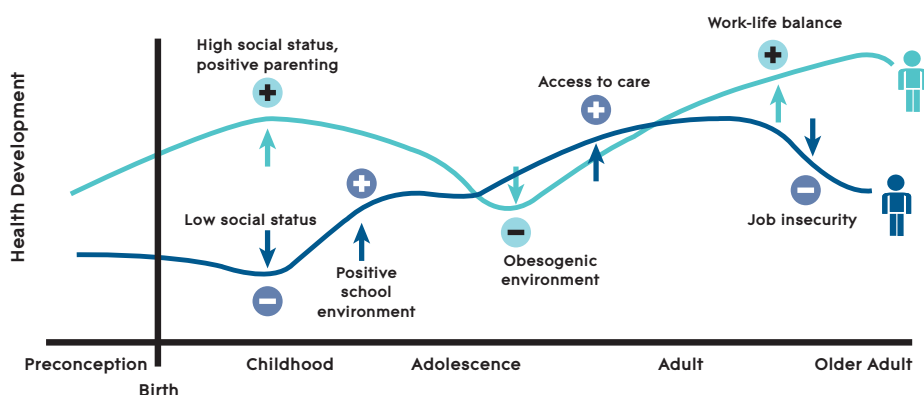 Work-life balance
High social status,
positive parenting
+
+
Access to care
+
Health Development
+
Low social status
−
Positive
school
environment
−
Obesogenic
environment
−
Job insecurity
Preconception
Birth
Childhood
Adolescence
Adult
Older Adult